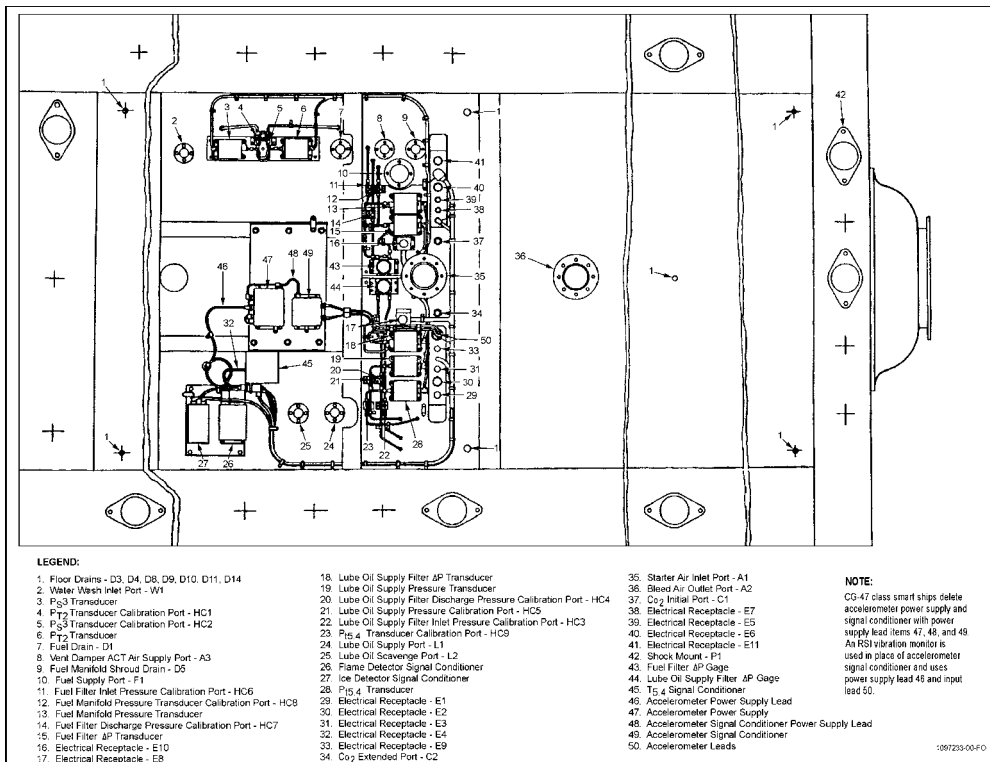 1
2
3
4
5
6
7
8
9
1
42
1
10
11
12
13
14
15
16
41
40
39
38
37
43
44
35
36
1
46
47
48
49
34
50
33
17
18
32
45
19
20
21
31
30
29
1
27
26
25
24
23
22
28
1
1
LEGEND:
1. Floor Drains - D3, D4, D8, D9, D10, D11, D14
2. Water Wash Inlet Port - W1
3. PS3 Transducer
4. PT2 Transducer Calibration Port - HC1
5. PS3 Transducer Calibration Port - HC2
6. PT2 Transducer
7. Fuel Drain - D1
8. Vent Damper ACT Air Supply Port - A3
9. Fuel Manifold Shroud Drain - D5
10. Fuel Supply Port - F1
11. Fuel Filter Inlet Pressure Calibration Port - HC6
12. Fuel Manifold Pressure Transducer Calibration Port - HC8
13. Fuel Manifold Pressure Transducer
14. Fuel Filter Discharge Pressure Calibration Port - HC7
15. Fuel Filter ΔP Transducer
16. Electrical Receptacle - E10
17. Electrical Receptacle - E8
18. Lube Oil Supply Filter ΔP Transducer
19. Lube Oil Supply Pressure Transducer
20. Lube Oil Supply Filter Discharge Pressure Calibration Port - HC4
21. Lube Oil Supply Pressure Calibration Port - HC5
22. Lube Oil Supply Filter Inlet Pressure Calibration Port - HC3
23. Pt5.4 Transducer Calibration Port - HC9
24. Lube Oil Supply Port - L1
25. Lube Oil Scavenge Port - L2
26. Flame Detector Signal Conditioner
27. Ice Detector Signal Conditioner
28. Pt5.4 Transducer
29. Electrical Receptacle - E1
30. Electrical Receptacle - E2
31. Electrical Receptacle - E3
32. Electrical Receptacle - E4
33. Electrical Receptacle - E9
34. Co2 Extended Port - C2
35. Starter Air Inlet Port - A1
36. Bleed Air Outlet Port - A2
37. Co2 Initial Port - C1
38. Electrical Receptacle - E7
39. Electrical Receptacle - E5
40. Electrical Receptacle - E6
41. Electrical Receptacle - E11
42. Shock Mount - P1
43. Fuel Filter ΔP Gage
44. Lube Oil Supply Filter ΔP Gage
45. T5.4 Signal Conditioner
46. Accelerometer Power Supply Lead
47. Accelerometer Power Supply
48. Accelerometer Signal Conditioner Power Supply Lead
49. Accelerometer Signal Conditioner
50. Accelerometer Leads
NOTE:
CG-47 class smart ships delete
accelerometer power supply and
signal conditioner with power
supply lead items 47, 48, and 49.
An RSI vibration monitor is
used in place of accelerometer
signal conditioner and uses
power supply lead 46 and input
lead 50.